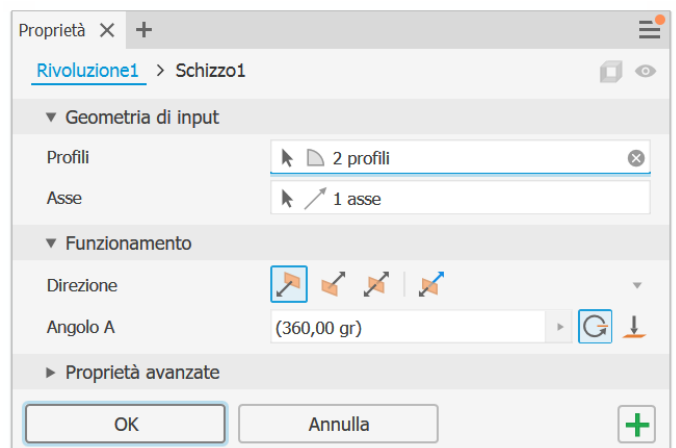 Proprietà
Rivoluzione1 > Schizzo1
Geometria di input
Profili 2 profili
Asse 1 asse
Funzionamento
Direzione
Angolo A (360,00 gr)
Proprietà avanzate
OK Annulla